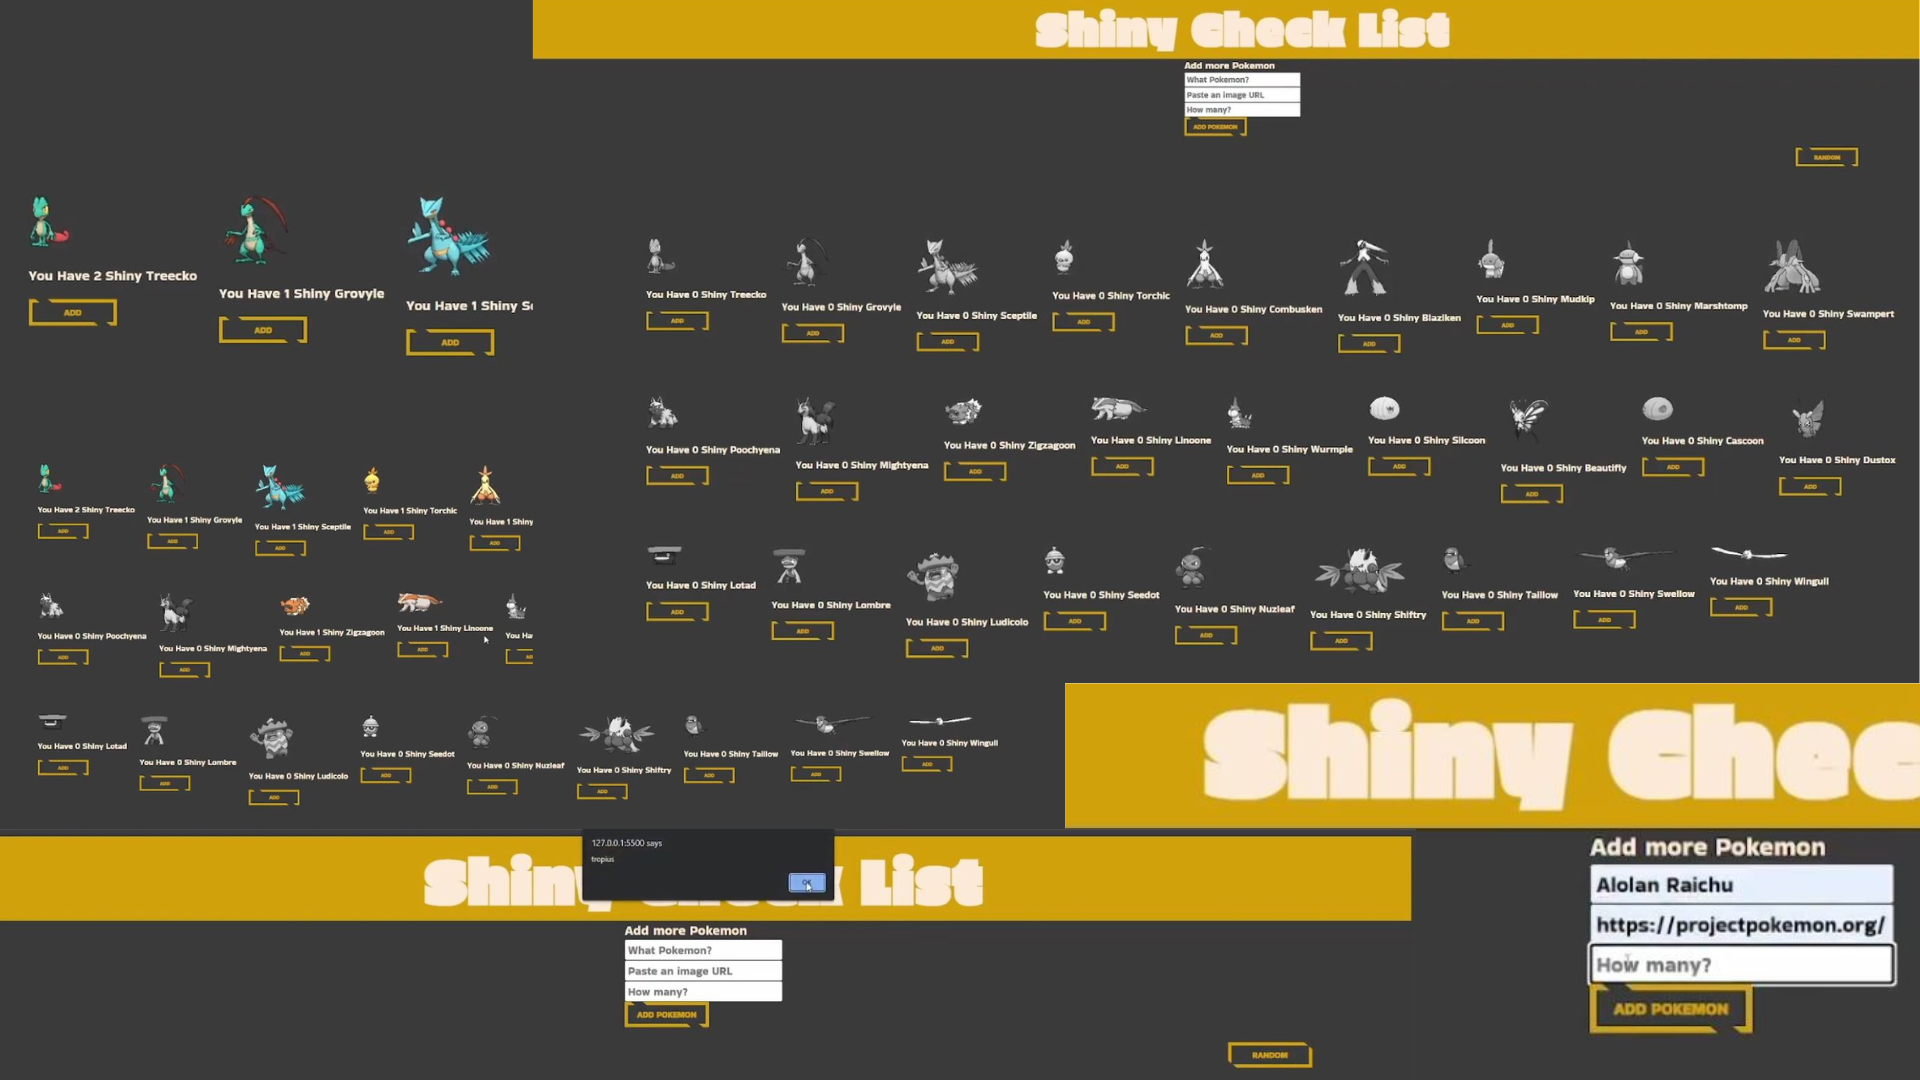 Shiny Check List
Add more Pokemon
What Pokemon?
Paste an image URL
How many?
ADD POKEMON
RANDOM
You Have 2 Shiny Treecko
ADD
You Have 1 Shiny Grovyle
ADD
You Have 1 Shiny S
ADD
You Have 0 Shiny Treecko
ADD
You Have 0 Shiny Grovyle
ADD
You Have 0 Shiny Sceptile
ADD
You Have 0 Shiny Torchic
ADD
You Have 0 Shiny Combusken
ADD
You Have 0 Shiny Blaziken
ADD
You Have 0 Shiny Mudkip
ADD
You Have 0 Shiny Marshtomp
ADD
You Have 0 Shiny Swampert
ADD
You Have 0 Shiny Poochyena
ADD
You Have 0 Shiny Mightyena
ADD
You Have 0 Shiny Zigzagoon
ADD
You Have 0 Shiny Linoone
ADD
You Have 0 Shiny Wurmple
ADD
You Have 0 Shiny Silcoon
ADD
You Have 0 Shiny Beautifly
ADD
You Have 0 Shiny Cascoon
ADD
You Have 0 Shiny Dustox
ADD
You Have 2 Shiny Treecko
ADD
You Have 1 Shiny Grovyle
ADD
You Have 1 Shiny Sceptile
ADD
You Have 1 Shiny Torchic
ADD
You Have 1 Shiny
ADD
You Have 0 Shiny Lotad
ADD
You Have 0 Shiny Lombre
ADD
You Have 0 Shiny Ludicolo
ADD
You Have 0 Shiny Seedot
ADD
You Have 0 Shiny Nuzleaf
ADD
You Have 0 Shiny Shiftry
ADD
You Have 0 Shiny Taillow
ADD
You Have 0 Shiny Swellow
ADD
You Have 0 Shiny Wingull
ADD
You Have 0 Shiny Poochyena
ADD
You Have 0 Shiny Mightyena
ADD
You Have 1 Shiny Zigzagoon
ADD
You Have 1 Shiny Linoone
ADD
You Ha
You Have 0 Shiny Lotad
ADD
You Have 0 Shiny Lombre
ADD
You Have 0 Shiny Ludicolo
ADD
You Have 0 Shiny Seedot
ADD
You Have 0 Shiny Nuzleaf
ADD
You Have 0 Shiny Shiftry
ADD
You Have 0 Shiny Taillow
ADD
You Have 0 Shiny Swellow
ADD
You Have 0 Shiny Wingull
ADD
Shiny Chec
Add more Pokemon
Alolan Raichu
https://projectpokemon.org/
How many?
ADD POKEMON
127.0.0.1:5500 says
tropius
OK
Shiny List
Add more Pokemon
What Pokemon?
Paste an image URL
How many?
ADD POKEMON
RANDOM